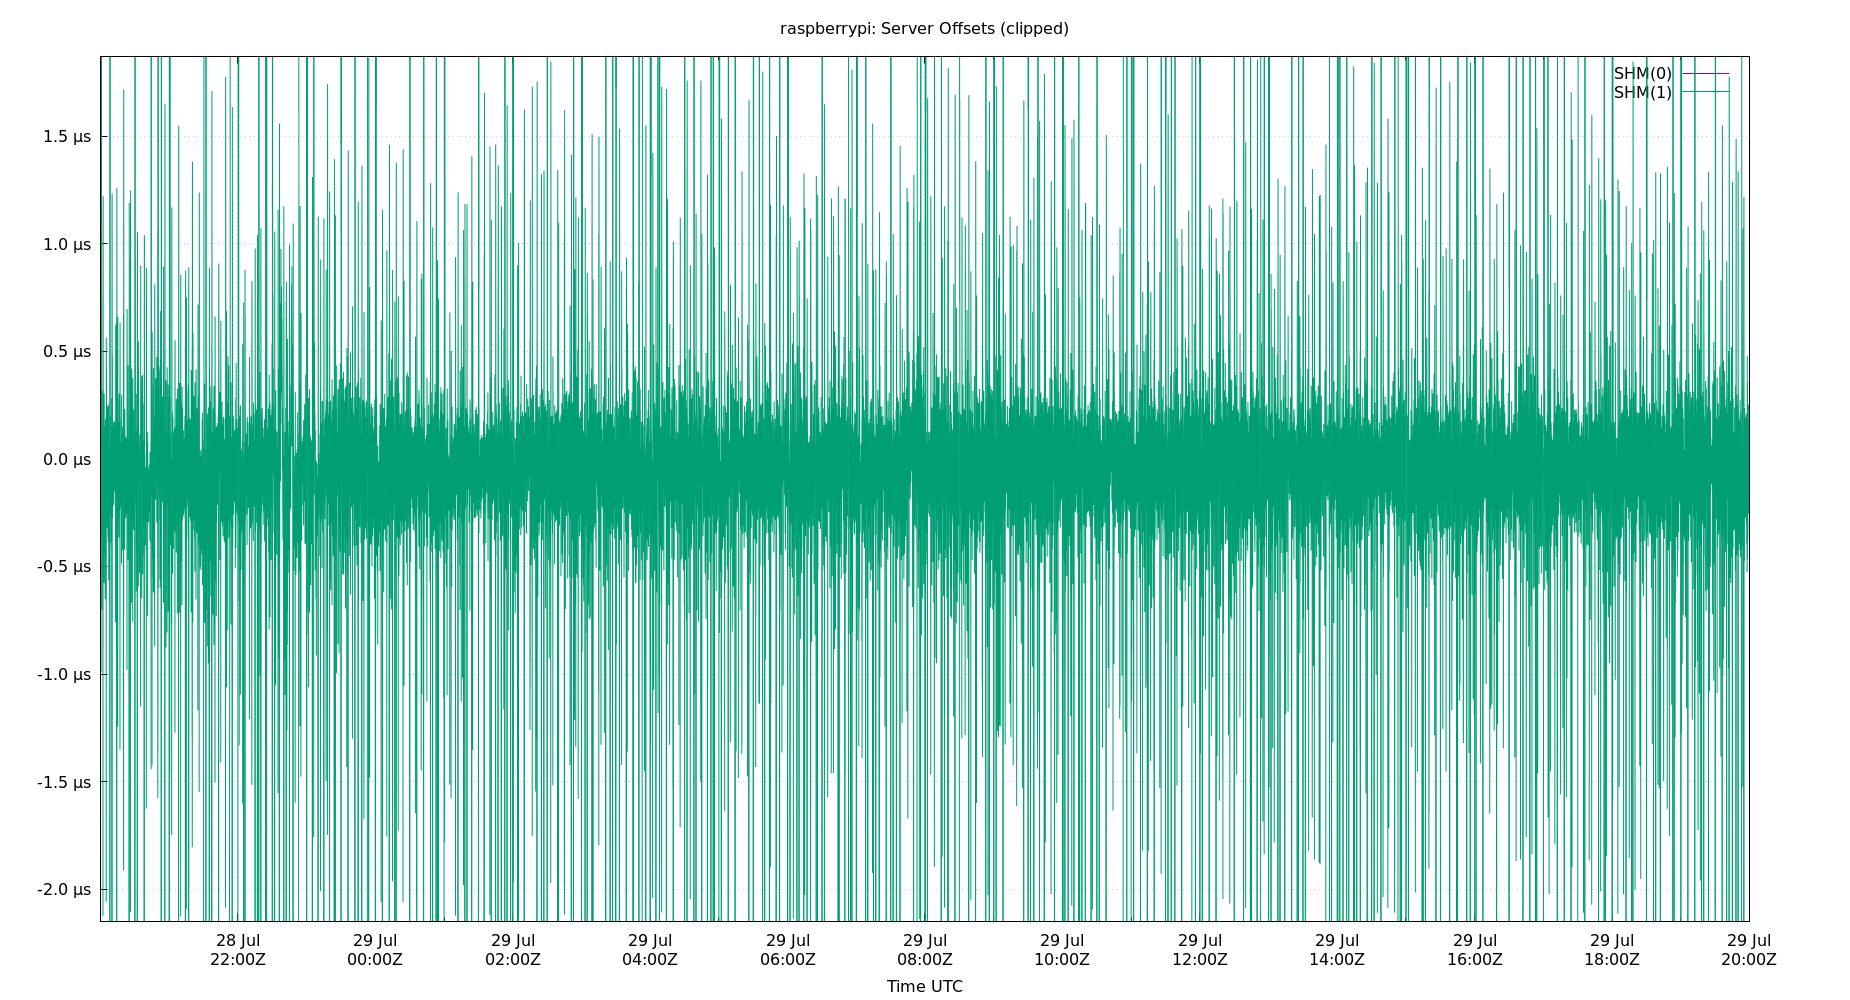 raspberrypi: Server Offsets (clipped)
SHM(0)
SHM(1)
1.5 µs
1.0 µs
0.5 µs
0.0 µs
-0.5 µs
-1.0 µs
-1.5 µs
-2.0 µs
28 Jul 29 Jul 29 Jul 29 Jul 29 Jul 29 Jul 29 Jul 29 Jul 29 Jul 29 Jul 29 Jul 29 Jul
22:00Z 00:00Z 02:00Z 04:00Z 06:00Z 08:00Z 10:00Z 12:00Z 14:00Z 16:00Z 18:00Z 20:00Z
Time UTC